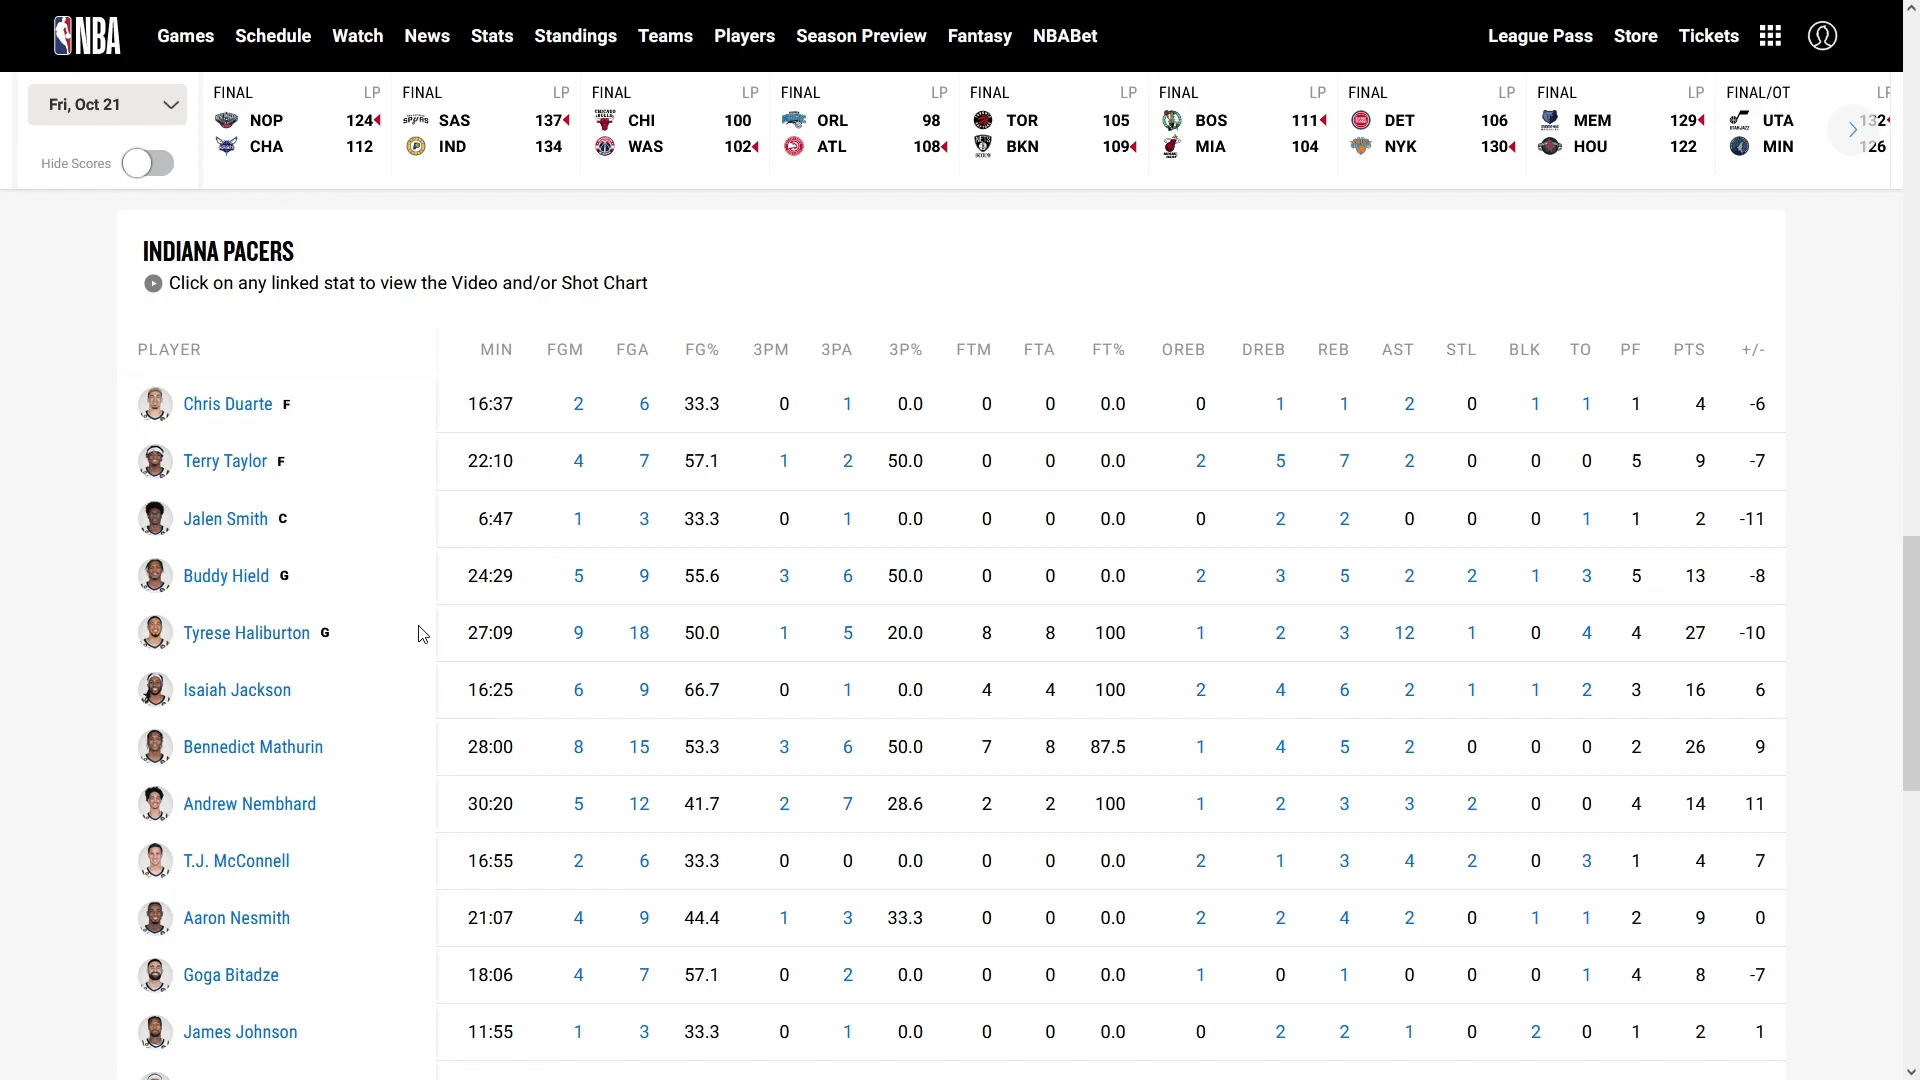 NBA Games Schedule Watch News Stats Standings Teams Players Season Preview Fantasy NBABet League Pass Store Tickets
Fri, Oct 21
Hide Scores
FINAL LP
NOP 124
CHA 112
FINAL LP
SAS 137
IND 134
FINAL LP
CHI 100
WAS 102
FINAL LP
ORL 98
ATL 108
FINAL LP
TOR 105
BKN 109
FINAL LP
BOS 111
MIA 104
FINAL LP
DET 106
NYK 130
FINAL LP
MEM 129
HOU 122
FINAL/OT LP
UTA 132
MIN 126
INDIANA PACERS
Click on any linked stat to view the Video and/or Shot Chart
PLAYER MIN FGM FGA FG% 3PM 3PA 3P% FTM FTA FT% OREB DREB REB AST STL BLK TO PF PTS +/-
Chris Duarte F 16:37 2 6 33.3 0 1 0.0 0 0 0.0 0 1 1 2 0 1 1 1 4 -6
Terry Taylor F 22:10 4 7 57.1 1 2 50.0 0 0 0.0 2 5 7 2 0 0 0 5 9 -7
Jalen Smith C 6:47 1 3 33.3 0 1 0.0 0 0 0.0 0 2 2 0 0 0 1 1 2 -11
Buddy Hield G 24:29 5 9 55.6 3 6 50.0 0 0 0.0 2 3 5 2 2 1 3 5 13 -8
Tyrese Haliburton G 27:09 9 18 50.0 1 5 20.0 8 8 100 1 2 3 12 1 0 4 4 27 -10
Isaiah Jackson 16:25 6 9 66.7 0 1 0.0 4 4 100 2 4 6 2 1 1 2 3 16 6
Bennedict Mathurin 28:00 8 15 53.3 3 6 50.0 7 8 87.5 1 4 5 2 0 0 0 2 26 9
Andrew Nembhard 30:20 5 12 41.7 2 7 28.6 2 2 100 1 2 3 3 2 0 0 4 14 11
T.J. McConnell 16:55 2 6 33.3 0 0 0.0 0 0 0.0 2 1 3 4 2 0 3 1 4 7
Aaron Nesmith 21:07 4 9 44.4 1 3 33.3 0 0 0.0 2 2 4 2 0 1 1 2 9 0
Goga Bitadze 18:06 4 7 57.1 0 2 0.0 0 0 0.0 1 0 1 0 0 0 1 4 8 -7
James Johnson 11:55 1 3 33.3 0 1 0.0 0 0 0.0 0 2 2 1 0 2 0 1 2 1